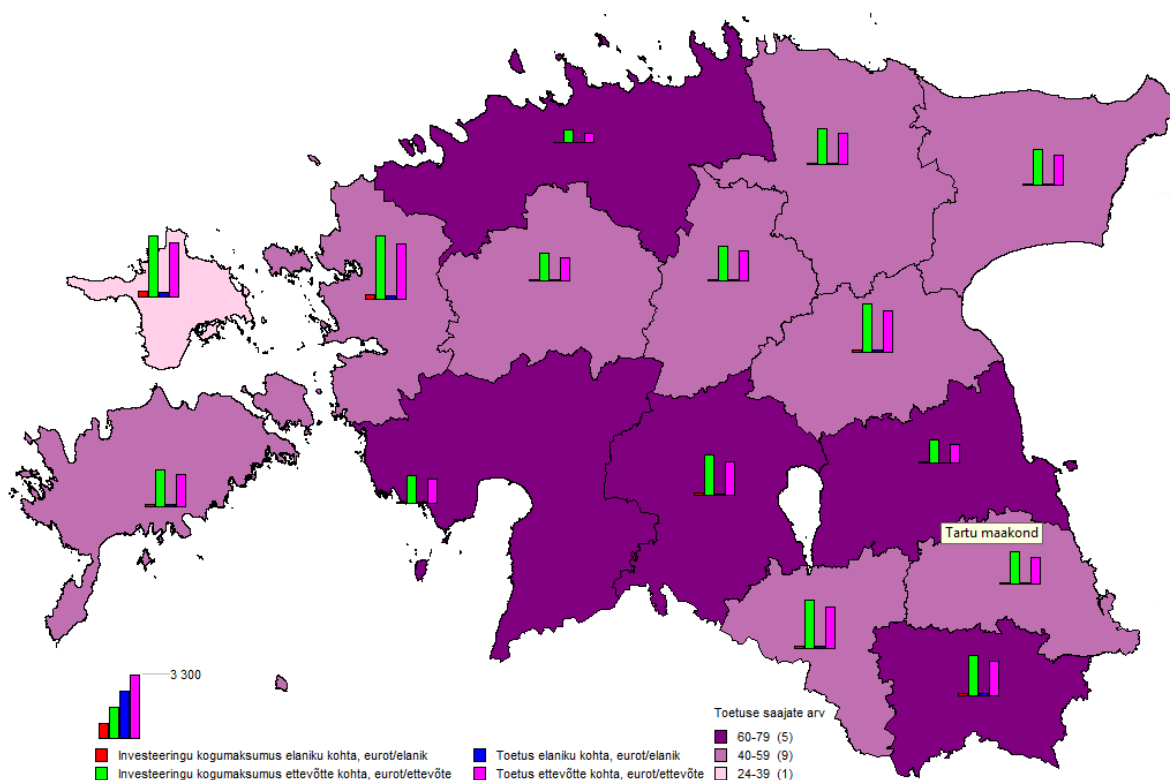 Tartu maakond
3 300
Investeeringu kogumaksumus elaniku kohta, eurot/elanik
Investeeringu kogumaksumus ettevõtte kohta, eurot/ettevõte
Toetus elaniku kohta, eurot/elanik
Toetus ettevõtte kohta, eurot/ettevõte
Toetuse saajate arv
60-79 (5)
40-59 (9)
24-39 (1)